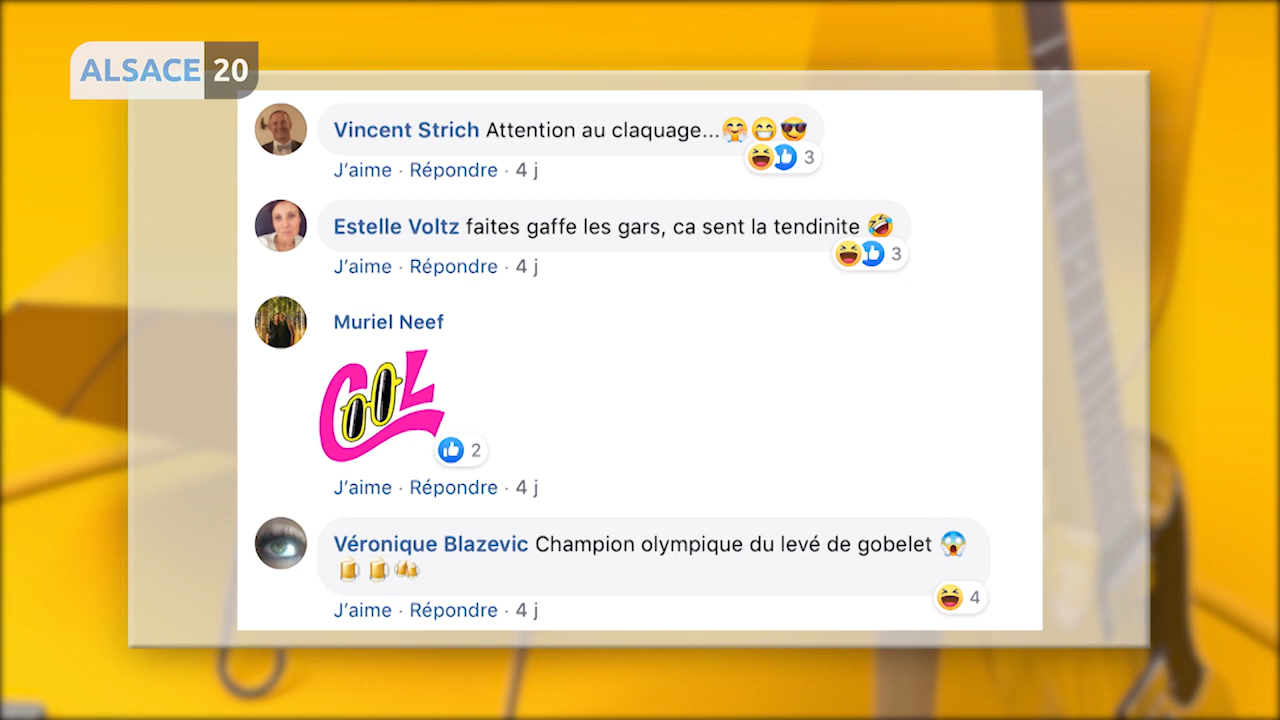 ALSACE 20
Vincent Strich Attention au claquage...🤗😁😎
3
J'aime · Répondre · 4 j
Estelle Voltz faites gaffe les gars, ca sent la tendinite 🤣
3
J'aime · Répondre · 4 j
Muriel Neef
COOL
2
J'aime · Répondre · 4 j
Véronique Blazevic Champion olympique du levé de gobelet 😱
🍺🍺🍻
4
J'aime · Répondre · 4 j